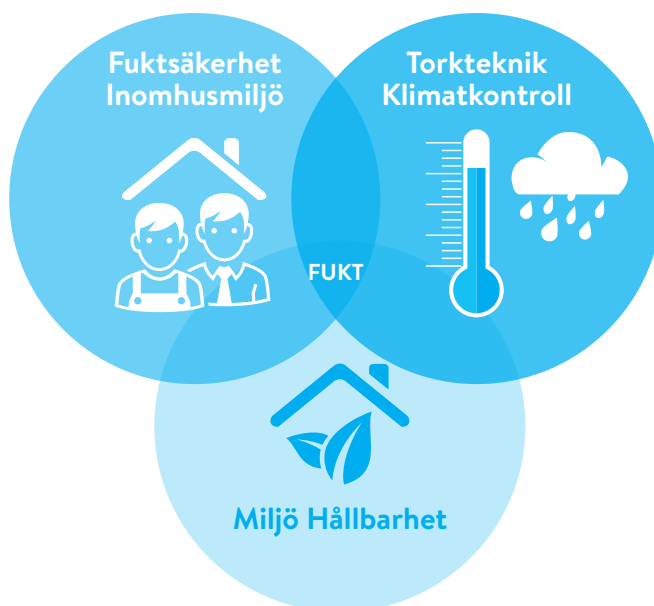 Fuktsäkerhet
Inomhusmiljö
Torkteknik
Klimatkontroll
FUKT
Miljö Hållbarhet